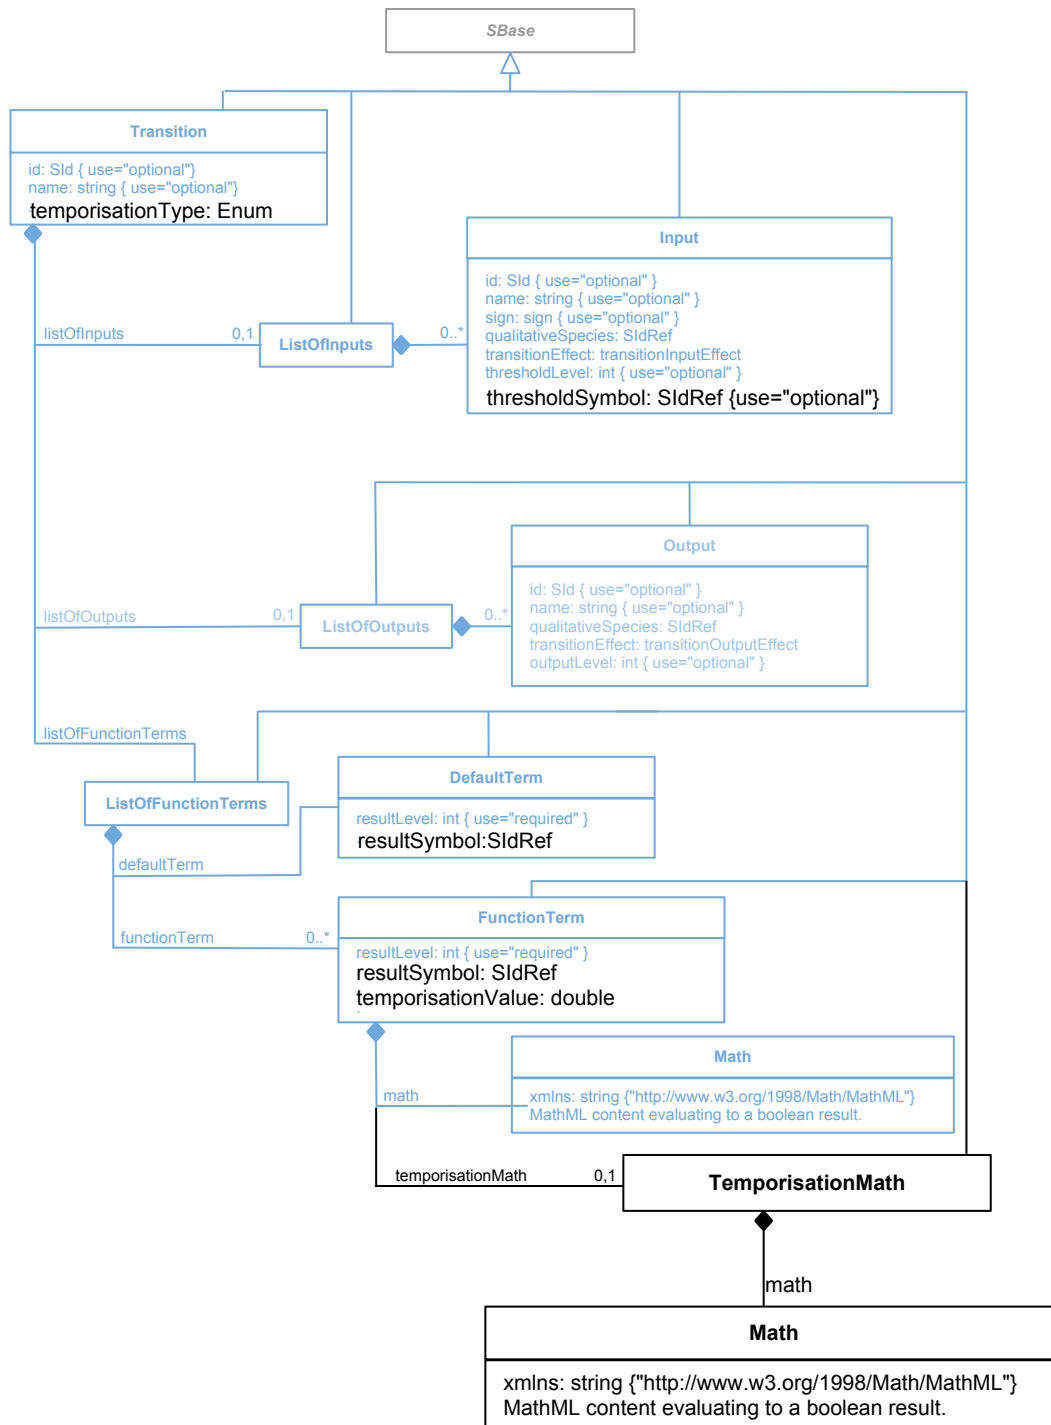 SBase
Transition
id: SId { use="optional"}
name: string { use="optional"}
temporisationType: Enum
Input
id: SId { use="optional" }
name: string { use="optional" }
sign: sign { use="optional" }
qualitativeSpecies: SIdRef
transitionEffect: transitionInputEffect
thresholdLevel: int { use="optional" }
thresholdSymbol: SIdRef {use="optional"}
listOfInputs
0,1
ListOfInputs
0..*
Output
id: SId { use="optional" }
name: string { use="optional" }
qualitativeSpecies: SIdRef
transitionEffect: transitionOutputEffect
outputLevel: int { use="optional" }
listOfOutputs
0,1
ListOfOutputs
0..*
listOfFunctionTerms
ListOfFunctionTerms
DefaultTerm
resultLevel: int { use="required" }
resultSymbol:SIdRef
defaultTerm
FunctionTerm
resultLevel: int { use="required" }
resultSymbol: SIdRef
temporisationValue: double
functionTerm
0..*
Math
xmlns: string {"http://www.w3.org/1998/Math/MathML"}
MathML content evaluating to a boolean result.
math
temporisationMath
0,1
TemporisationMath
math
Math
xmlns: string {"http://www.w3.org/1998/Math/MathML"}
MathML content evaluating to a boolean result.